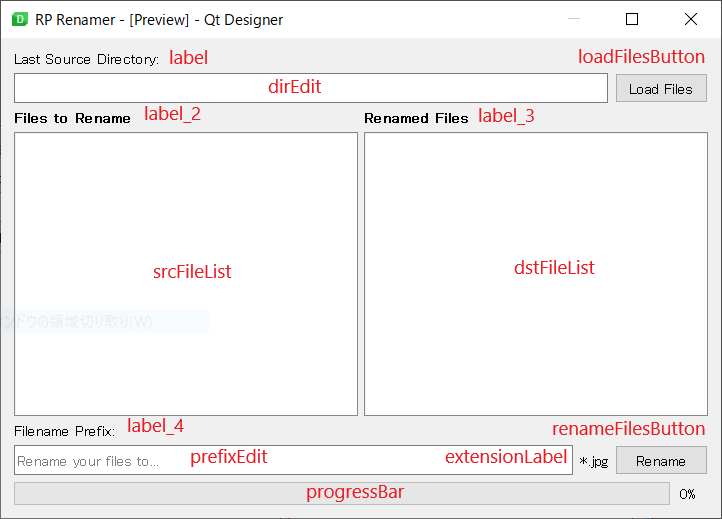 RP Renamer - [Preview] - Qt Designer
Last Source Directory: label loadFilesButton
dirEdit Load Files
Files to Rename label_2 Renamed Files label_3
srcFileList dstFileList
ンドウの領域切り取り(W)
Filename Prefix: label_4 renameFilesButton
Rename your files to... prefixEdit extensionLabel *.jpg Rename
progressBar 0%